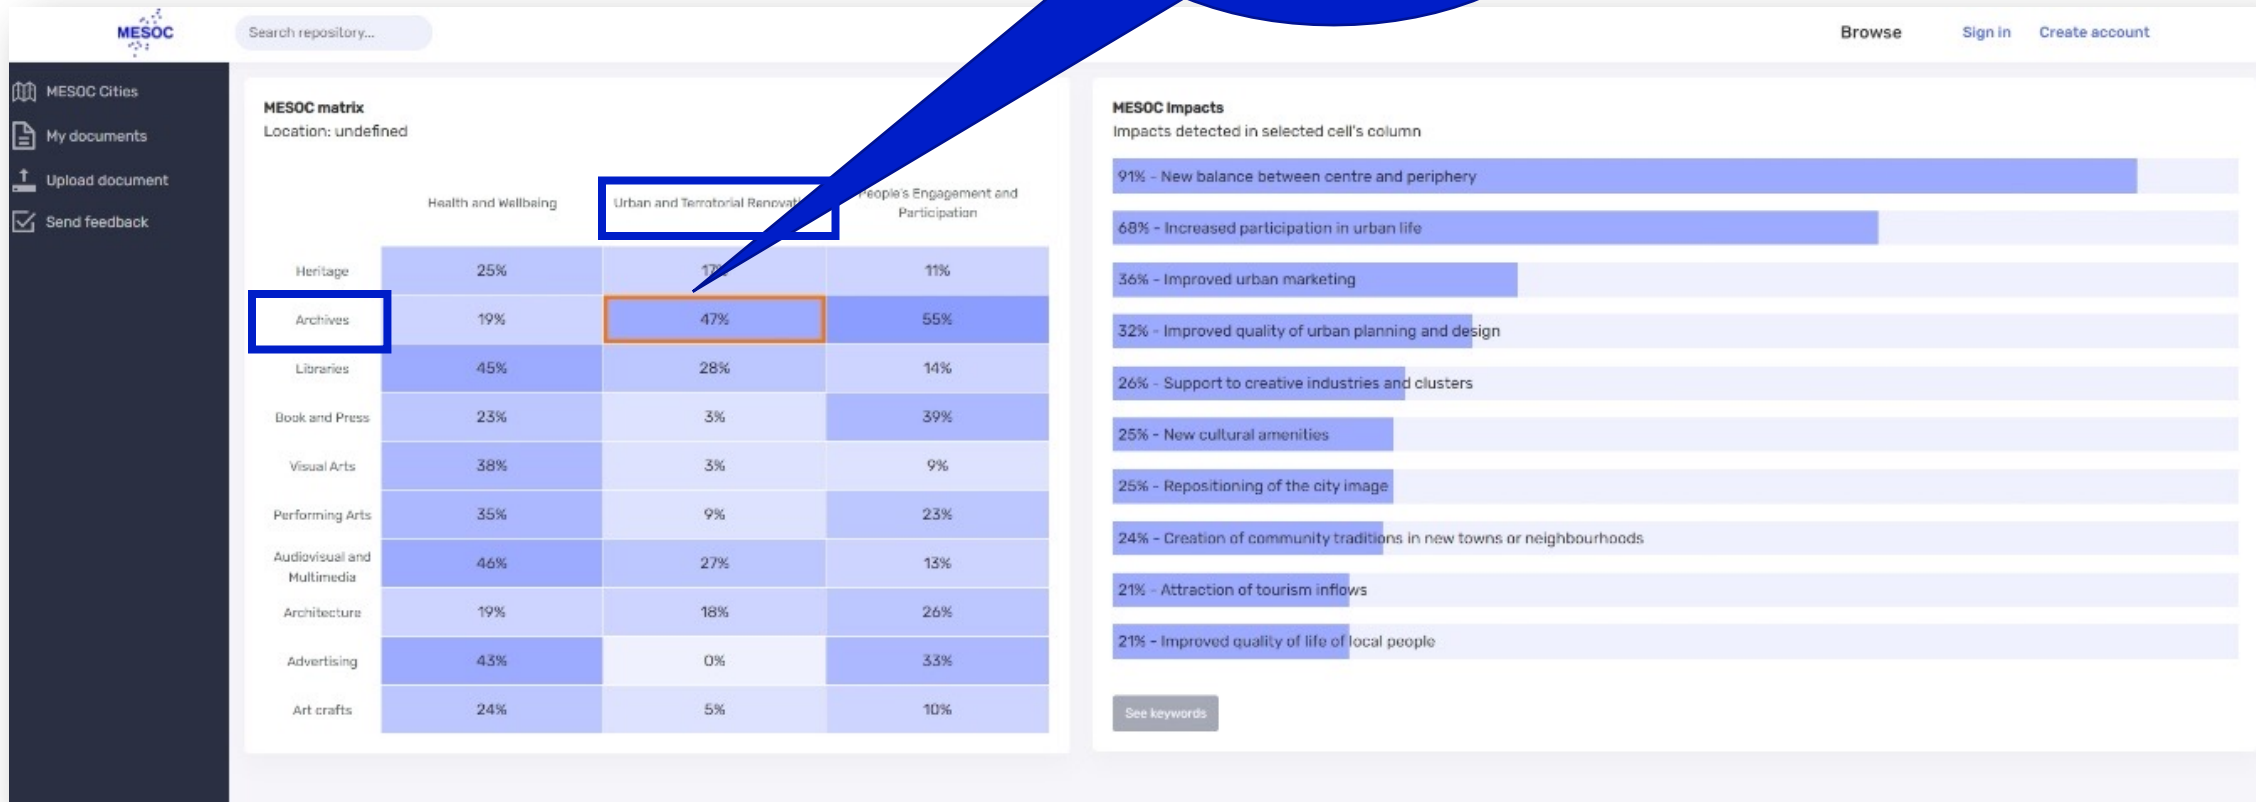 MESOC
Search repository...
Browse
Sign in
Create account
MESOC Cities
My documents
Upload document
Send feedback
MESOC matrix
Location: undefined
Health and Wellbeing
Urban and Terrotorial
People's Engagement and
Participation
Heritage 25% 11%
Archives 19% 47% 55%
Libraries 45% 28% 14%
Book and Press 23% 3% 39%
Visual Arts 38% 3% 9%
Performing Arts 35% 9% 23%
Audiovisual and
Multimedia 46% 27% 13%
Architecture 19% 18% 26%
Advertising 43% 0% 33%
Art crafts 24% 5% 10%
MESOC Impacts
Impacts detected in selected cell's column
91% - New balance between centre and periphery
68% - Increased participation in urban life
36% - Improved urban marketing
32% - Improved quality of urban planning and design
26% - Support to creative industries and clusters
25% - New cultural amenities
25% - Repositioning of the city image
24% - Creation of community traditions in new towns or neighbourhoods
21% - Attraction of tourism inflows
21% - Improved quality of life of local people
See keywords